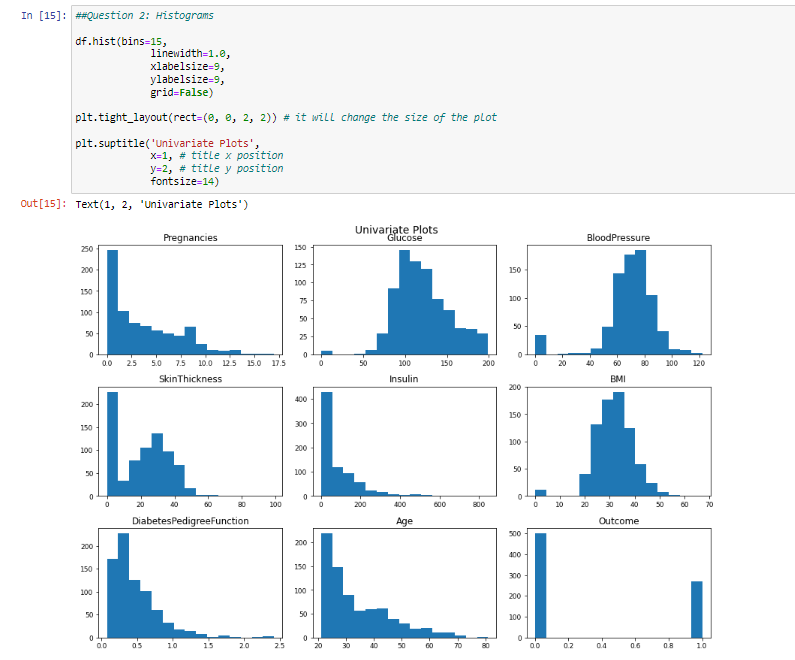 In [15]: ##Question 2: Histograms
df.hist(bins=15,
linewidth=1.0,
xlabelsize=9,
ylabelsize=9,
grid=False)
plt.tight_layout(rect=(0, 0, 2, 2)) # it will change the size of the plot
plt.suptitle('Univariate Plots',
x=1, # title x position
y=2, # title y position
fontsize=14)
Out[15]: Text(1, 2, 'Univariate Plots')
Univariate Plots
Pregnancies Glucose BloodPressure
250 200 150 100 50 0
0.0 2.5 5.0 7.5 10.0 12.5 15.0 17.5
150 125 100 75 50 25 0
0 50 100 150 200
150 100 50 0
0 20 40 60 80 100 120
SkinThickness Insulin BMI
200 150 100 50 0
0 20 40 60 80 100
400 300 200 100 0
0 200 400 600 800
200 150 100 50 0
0 10 20 30 40 50 60 70
DiabetesPedigreeFunction Age Outcome
200 150 100 50 0
0.0 0.5 1.0 1.5 2.0 2.5
200 150 100 50 0
20 30 40 50 60 70 80
500 400 300 200 100 0
0.0 0.2 0.4 0.6 0.8 1.0